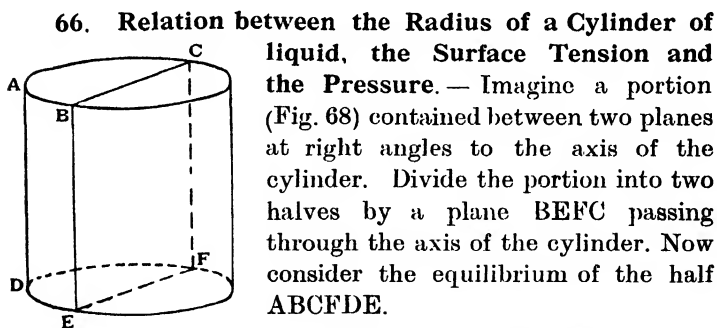 66. Relation between the Radius of a Cylinder of
liquid, the Surface Tension and
the Pressure. — Imagine a portion
(Fig. 68) contained between two planes
at right angles to the axis of the
cylinder. Divide the portion into two
halves by a plane BEFC passing
through the axis of the cylinder. Now
consider the equilibrium of the half
ABCFDE.
C
A
B
F
D
E